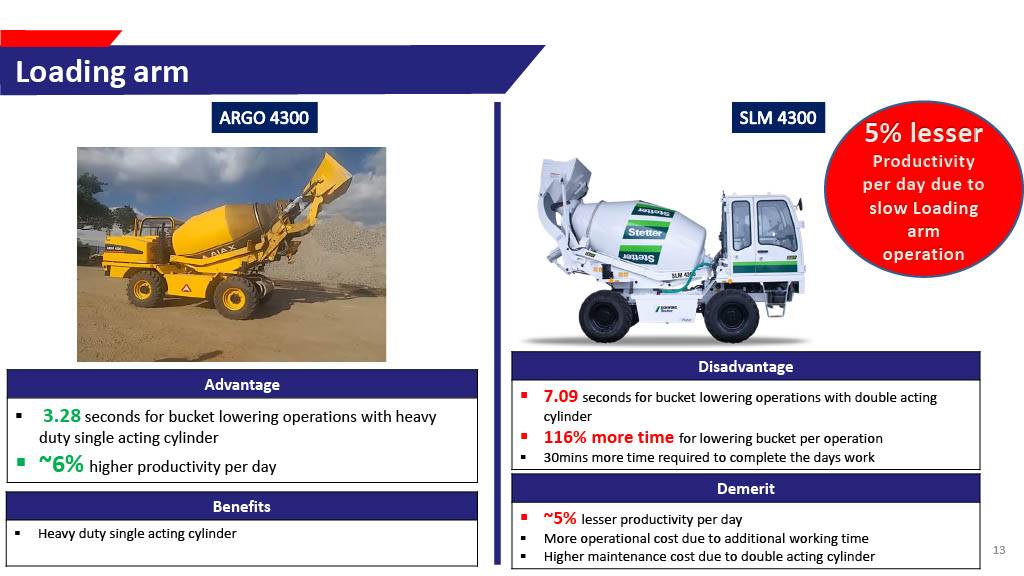 Loading arm
ARGO 4300
AJAX
Advantage
▪ 3.28 seconds for bucket lowering operations with heavy
duty single acting cylinder
▪ ~6% higher productivity per day
Benefits
▪ Heavy duty single acting cylinder
SLM 4300
5% lesser
Productivity
per day due to
slow Loading
arm
operation
Stetter
Stetter
Stetter
Disadvantage
▪ 7.09 seconds for bucket lowering operations with double acting
cylinder
▪ 116% more time for lowering bucket per operation
▪ 30mins more time required to complete the days work
Demerit
▪ ~5% lesser productivity per day
▪ More operational cost due to additional working time
▪ Higher maintenance cost due to double acting cylinder
13